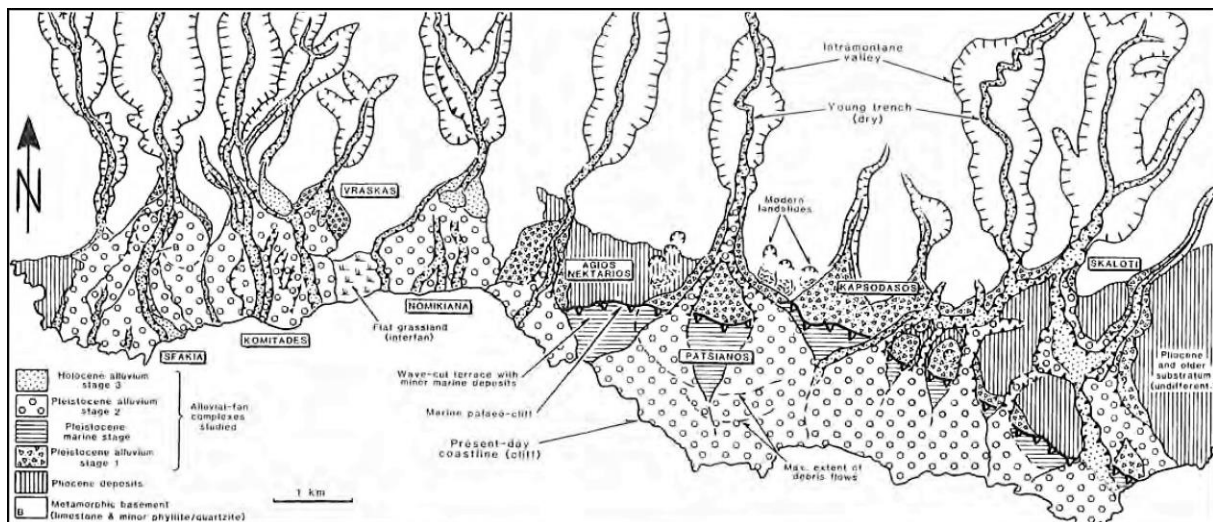 Intramontane
valley
Young trench
(dry)
N
VRASKAS
Modern
landslides
AGIOS
NEKTARIOS
KAPSODASOS
SKALOTI
B
NOMIKIANA
KOMITADES
SFAKIA
Flat grassland
(interfan)
PATSIANOS
Wave-cut terrace with
minor marine deposits
Marine palaeo-cliff
Present-day
coastline (cliff)
Max. extent of
debris flows
Pliocene
and older
substratum
(undifferent.)
Holocene alluvium
stage 3
Pleistocene alluvium
stage 2
Pleistocene
marine stage
Pleistocene alluvium
stage 1
Alluvial-fan
complexes
studied
Pliocene deposits
B
Metamorphic basement
(limestone & minor phyllite/quartzite)
1 km